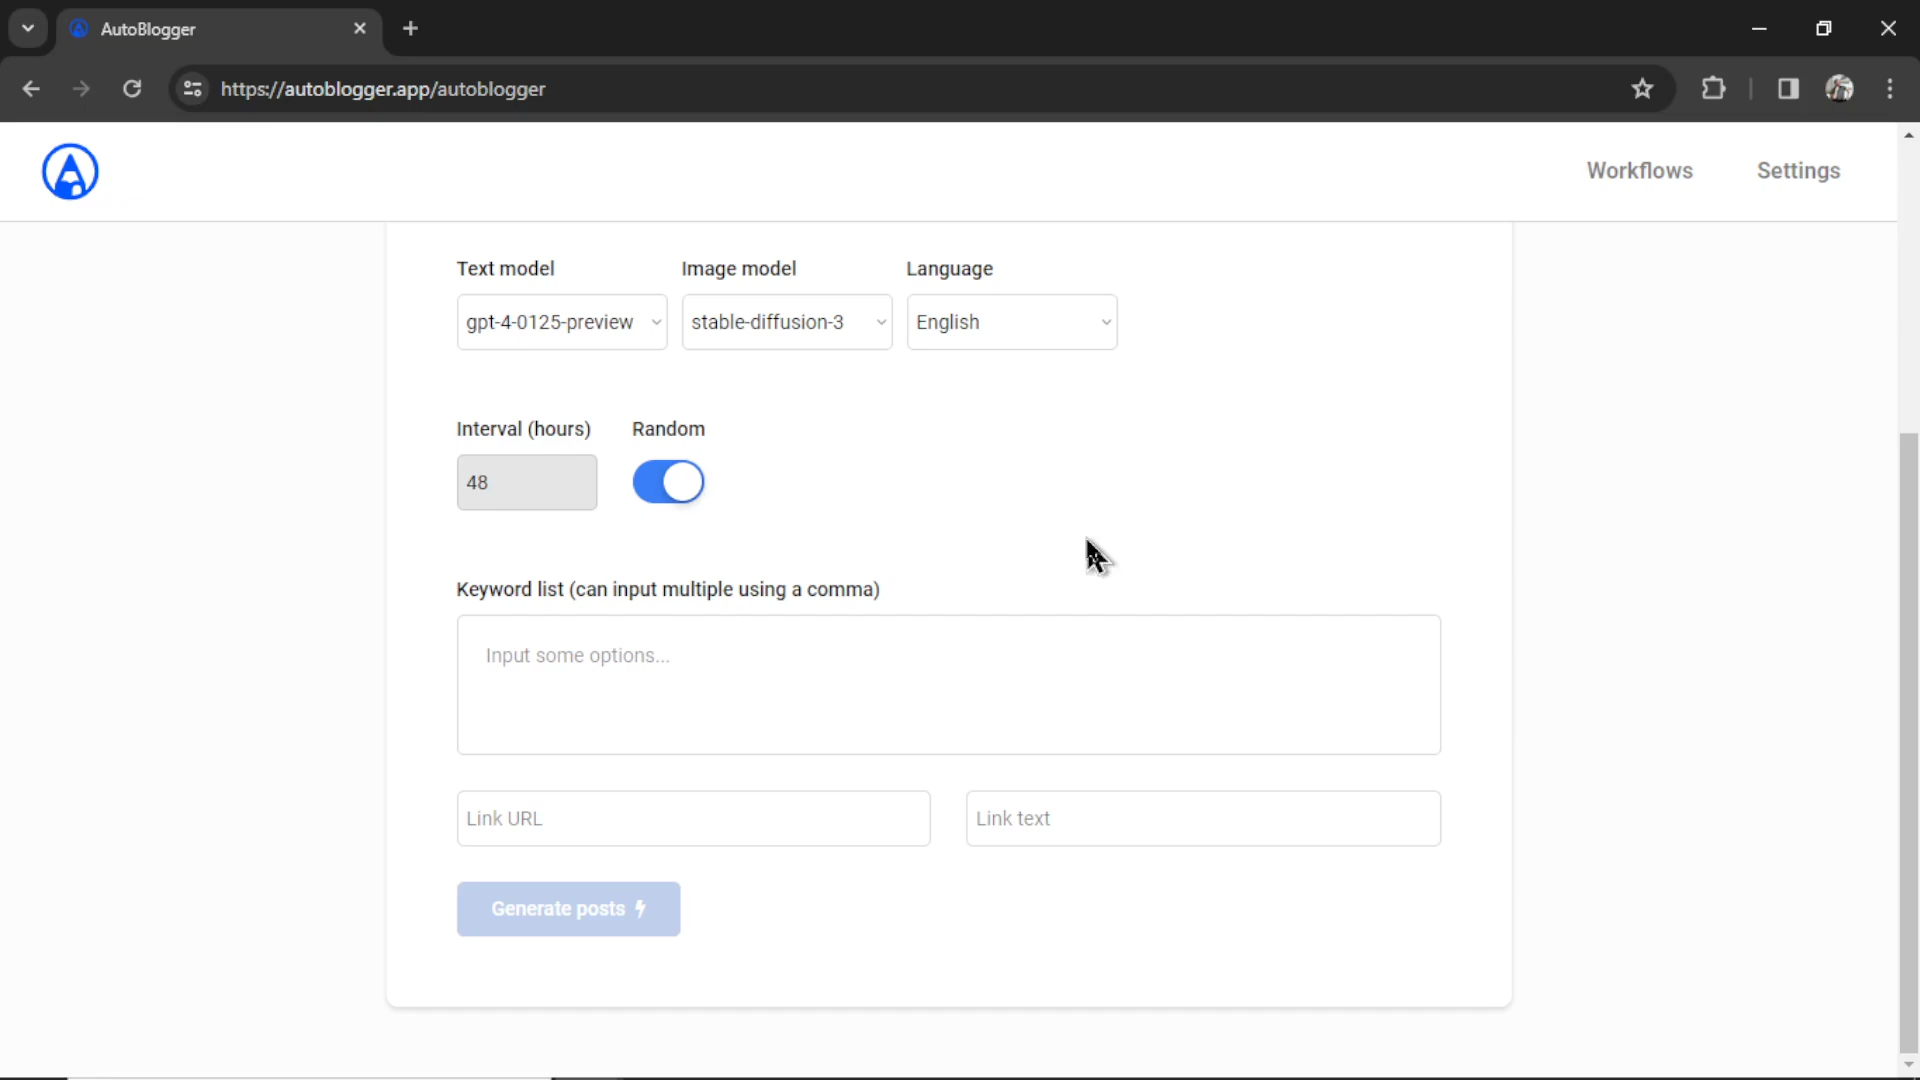 AutoBlogger
https://autoblogger.app/autoblogger
Workflows
Settings
Text model
Image model
Language
gpt-4-0125-preview
stable-diffusion-3
English
Interval (hours)
Random
48
Keyword list (can input multiple using a comma)
Input some options...
Link URL
Link text
Generate posts